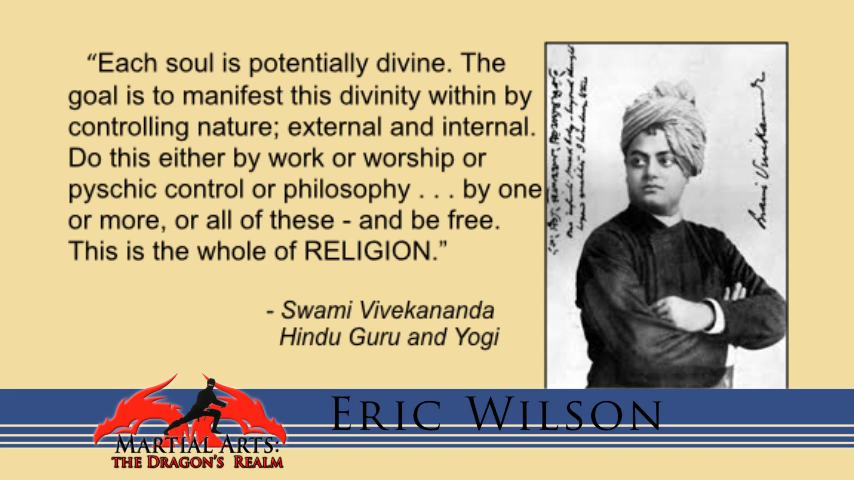 “Each soul is potentially divine. The
goal is to manifest this divinity within by
controlling nature; external and internal.
Do this either by work or worship or
pyschic control or philosophy . . . by one
or more, or all of these - and be free.
This is the whole of RELIGION.”
- Swami Vivekananda
Hindu Guru and Yogi
Swami Vivekananda
ERIC WILSON
MARTIAL ARTS:
THE DRAGON'S REALM